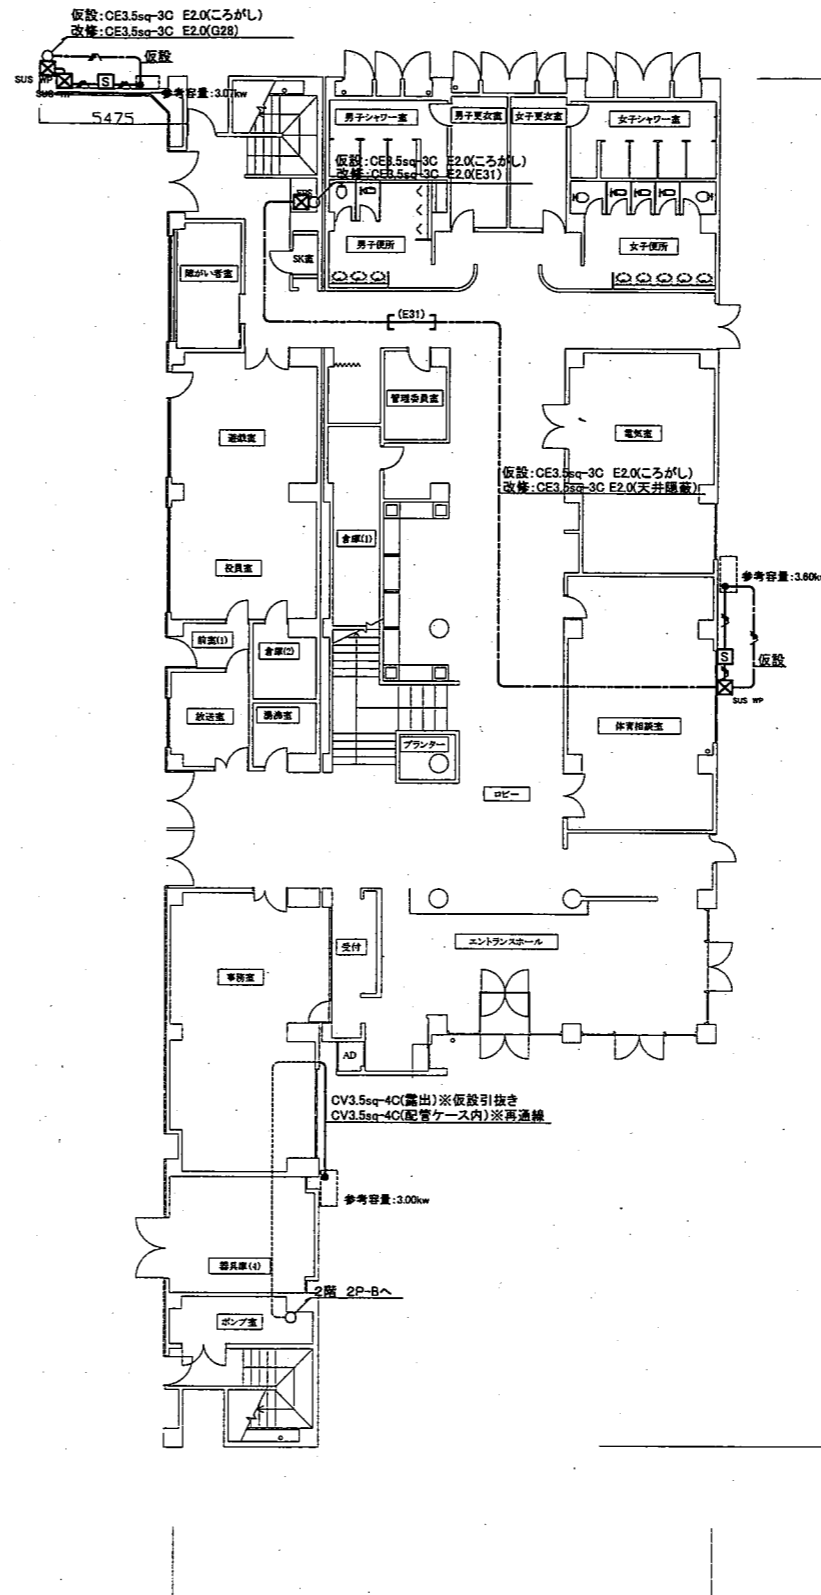 仮設:CE3.5sq-3C E2.0(ころがし)
改修:CE3.5sq-3C E2.0(G28)
仮設
SUS WP
S
SUS WP
参考容量:3.07kw
5475
男子シャワー室
男子更衣室
女子更衣室
女子シャワー室
仮設:CE3.5sq-3C E2.0(ころがし)
改修:CE3.5sq-3C E2.0(E31)
男子便所
女子便所
SK室
障がい者室
(E31)
管理委員室
遊戯室
電気室
仮設:CE3.5sq-3C E2.0(ころがし)
改修:CE3.5sq-3C E2.0(天井隠蔽)
倉庫(1)
役員室
参考容量:3.60kw
前室(1)
倉庫(2)
S
仮設
SUS WP
放送室
湯沸室
体育相談室
プランター
ロビー
受付
エントランスホール
事務室
AD
CV3.5sq-4C(露出)※仮設引抜き
CV3.5sq-4C(配管ケース内)※再通線
参考容量:3.00kw
器具庫(4)
2階 2P-Bへ
ポンプ室